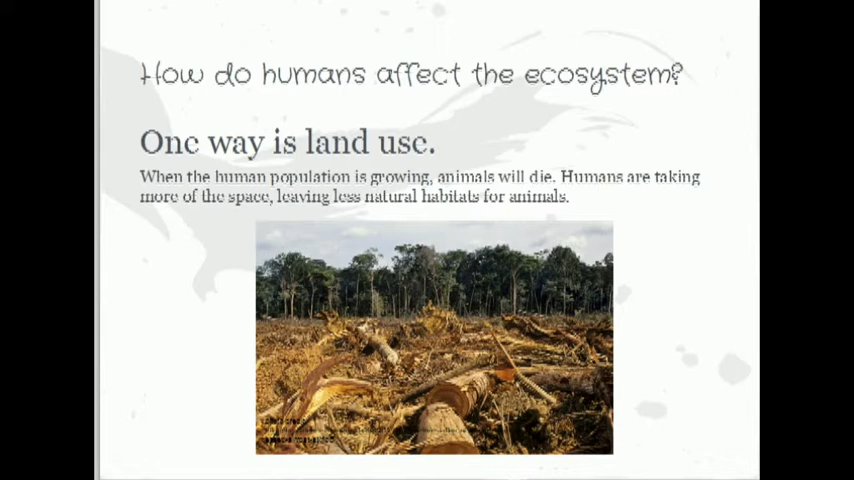 How do humans affect the ecosystem?
One way is land use.
When the human population is growing, animals will die. Humans are taking
more of the space, leaving less natural habitats for animals.